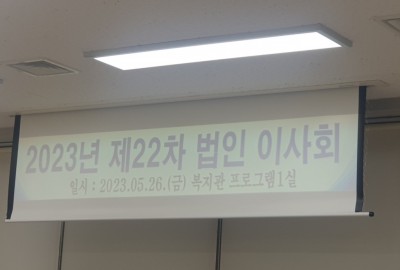 2023년 제22차 법인 이사회
일시 : 2023.05.26.(금) 복지관 프로그램1실